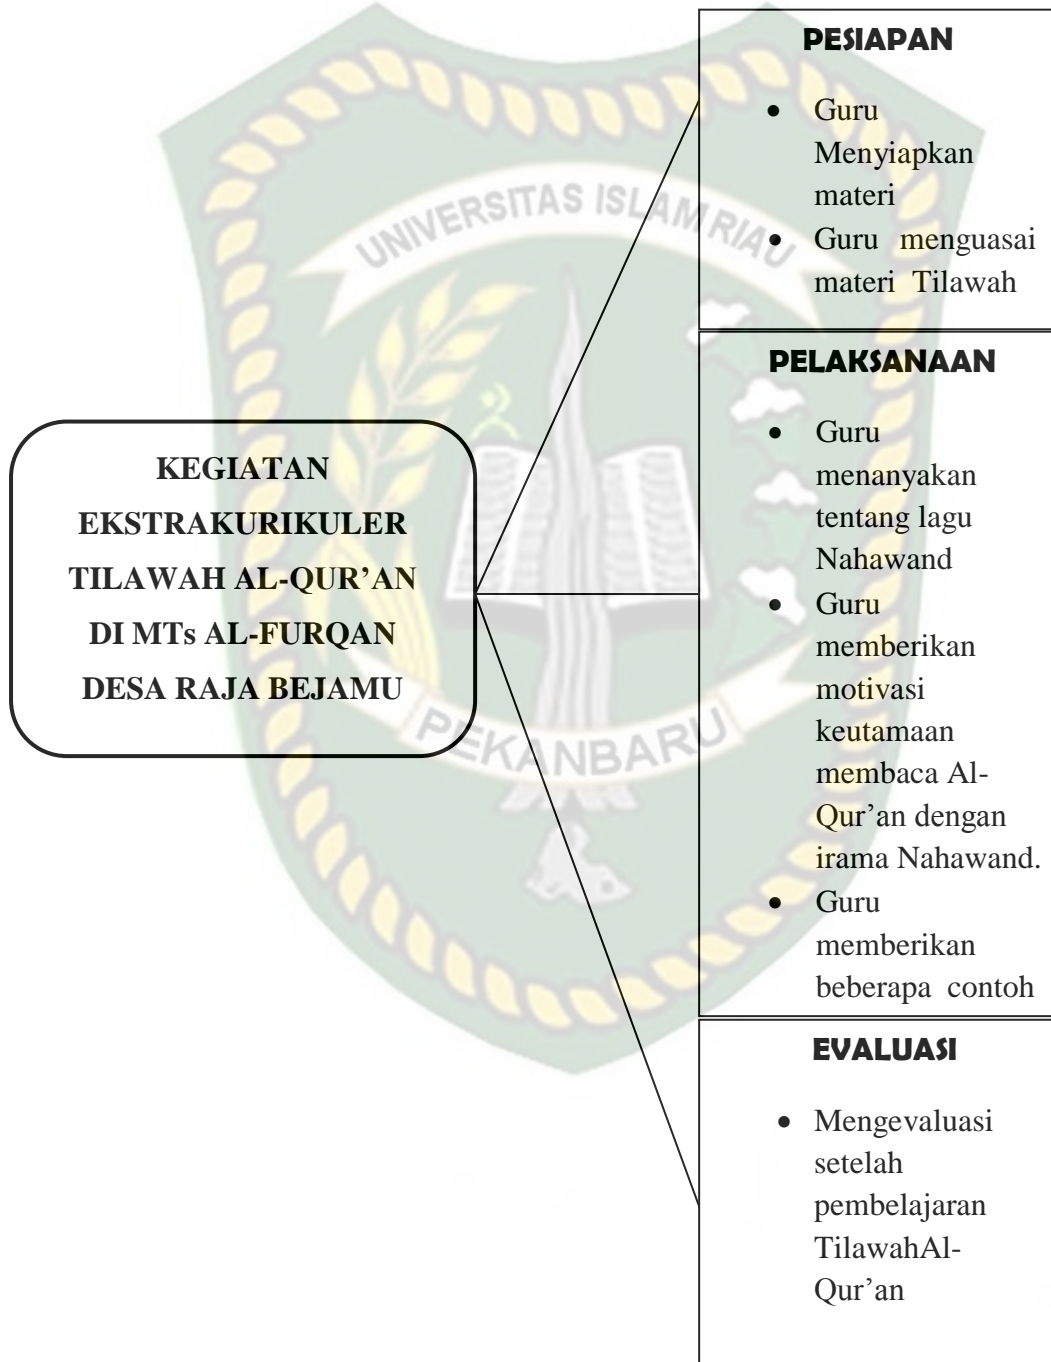 PESIAPAN
• Guru
Menyiapkan
materi
• Guru menguasai
materi Tilawah
PELAKSANAAN
• Guru
menanyakan
tentang lagu
Nahawand
• Guru
memberikan
motivasi
keutamaan
membaca Al-
Qur’an dengan
irama Nahawand.
• Guru
memberikan
beberapa contoh
EVALUASI
• Mengevaluasi
setelah
pembelajaran
TilawahAl-
Qur’an
KEGIATAN
EKSTRAKURIKULER
TILAWAH AL-QUR’AN
DI MTs AL-FURQAN
DESA RAJA BEJAMU
UNIVERSITAS ISLAM RIAU
PEKANBARU